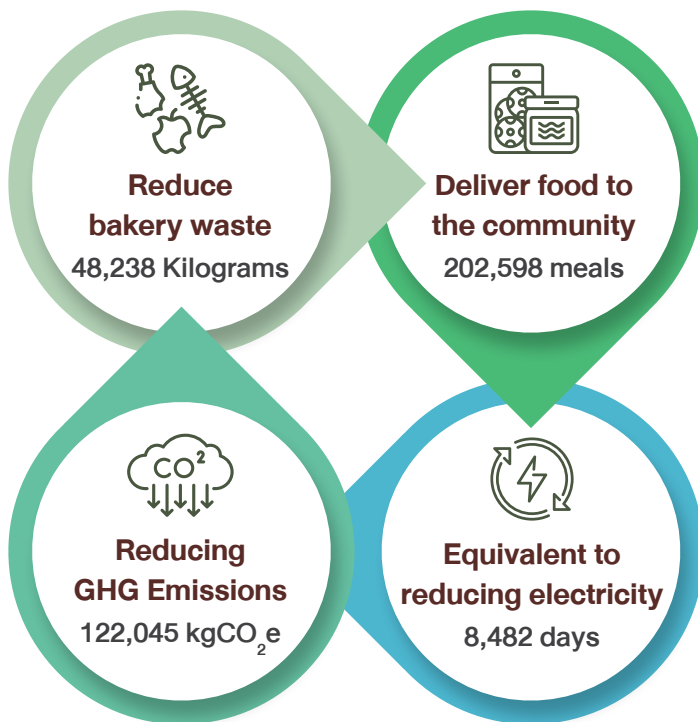 Reduce
bakery waste
48,238 Kilograms
Deliver food to
the community
202,598 meals
CO²
Reducing
GHG Emissions
122,045 kgCO₂e
Equivalent to
reducing electricity
8,482 days